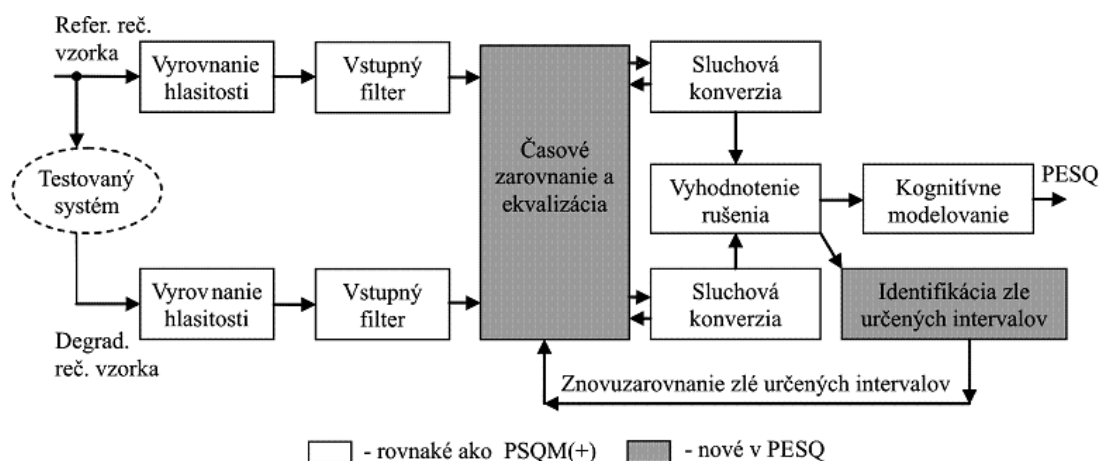 Refer. reč.
vzorka
Vyrovnanie
hlasitosti
Vstupný
filter
Časové
zarovnanie a
ekvalizácia
Sluchová
konverzia
Testovaný
systém
Vyhodnotenie
rušenia
Kognitívne
modelovanie
PESQ
Vyrovnanie
hlasitosti
Vstupný
filter
Sluchová
konverzia
Identifikácia zle
určených intervalov
Degrad.
reč. vzorka
Znovuzarovnanie zlé určených intervalov
- rovnaké ako PSQM(+)
- nové v PESQ